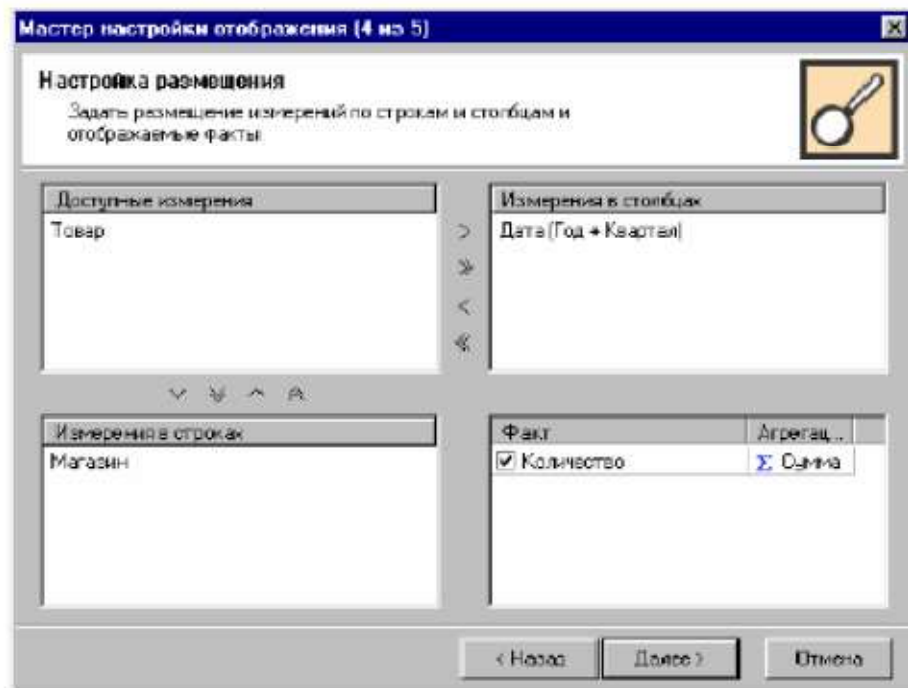 Мастер настройки отображения (4 из 5)
Настройка размещения
Задать размещение измерений по строкам и столбцам и
отображаемые факты
Доступные измерения
Товар
Измерения в столбцах
Дата (Год + Квартал)
Измерения в строках
Магазин
Факт Агрегац...
Количество Σ Сумма
< Назад Далее > Отмена